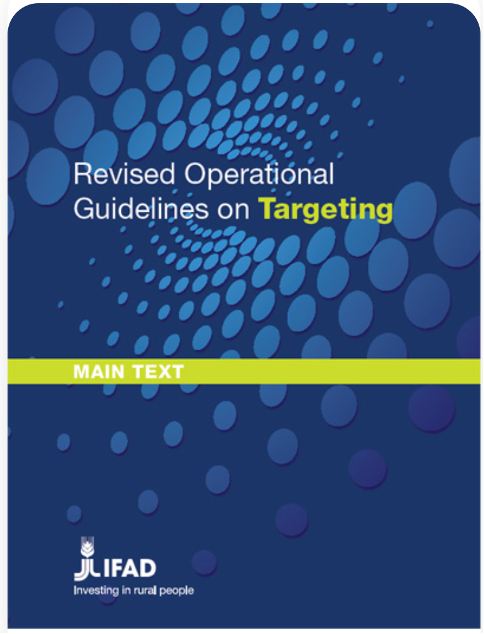 Revised Operational
Guidelines on Targeting
MAIN TEXT
IFAD
Investing in rural people